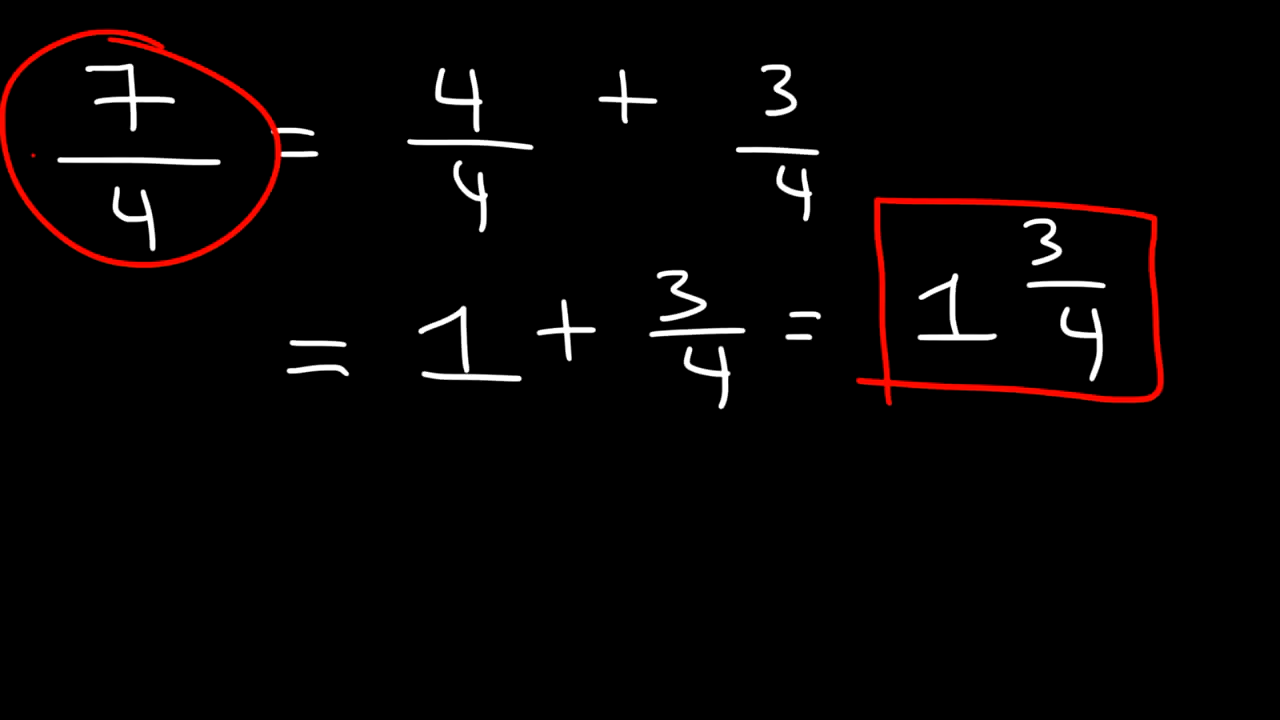 7/4 = 4/4 + 3/4
= 1 + 3/4 = 1 3/4